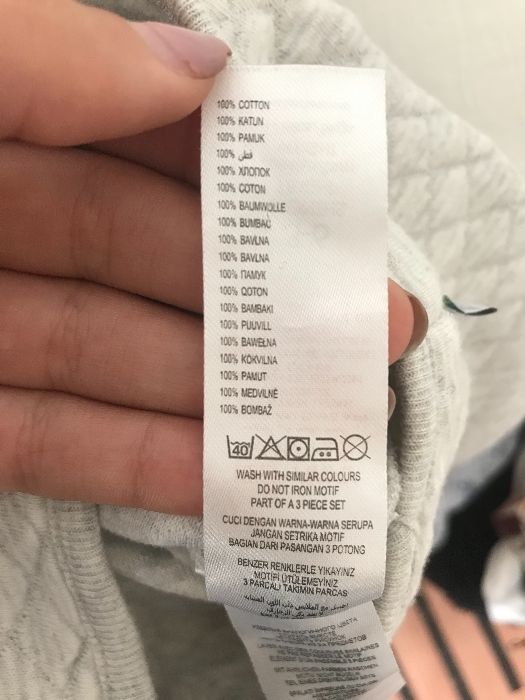 100% COTTON
100% KATUN
100% PAMUK
100% قطن
100% ХЛОПОК
100% COTON
100% BAUMWOLLE
100% BUMBAC
100% BAVLNA
100% BAVLNA
100% ПАМУК
100% QOTON
100% BAMBAKI
100% PUUVILL
100% BAWEŁNA
100% KOKVILNA
100% PAMUT
100% MEDVILNĖ
100% BOMBAŽ
40
WASH WITH SIMILAR COLOURS
DO NOT IRON MOTIF
PART OF A 3 PIECE SET
CUCI DENGAN WARNA-WARNA SERUPA
JANGAN SETRIKA MOTIF
BAGIAN DARI PASANGAN 3 POTONG
BENZER RENKLERLE YIKAYINIZ
MOTİFİ ÜTÜLEMEYİNİZ
3 PARÇALI TAKIMIN PARÇAS